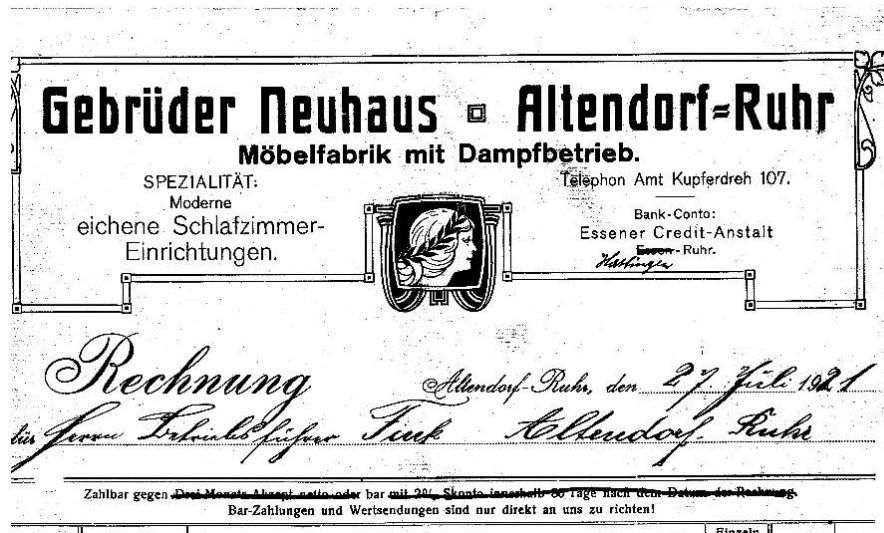 Gebrüder Neuhaus Altendorf=Ruhr
Möbelfabrik mit Dampfbetrieb.
SPEZIALITÄT:
Moderne
eichene Schlafzimmer-
Einrichtungen.
Telephon Amt Kupferdreh 107.
Bank-Conto:
Essener Credit-Anstalt
Essen-Ruhr.
Hattingen
Rechnung Altendorf-Ruhr, den 27. Juli 1921
für Herrn Betriebsführer Fink Altendorf-Ruhr
Zahlbar gegen Drei Monats Akzept netto oder bar mit 2% Skonto innerhalb 30 Tage nach dem Datum der Rechnung.
Bar-Zahlungen und Wertsendungen sind nur direkt an uns zu richten!
Einzeln